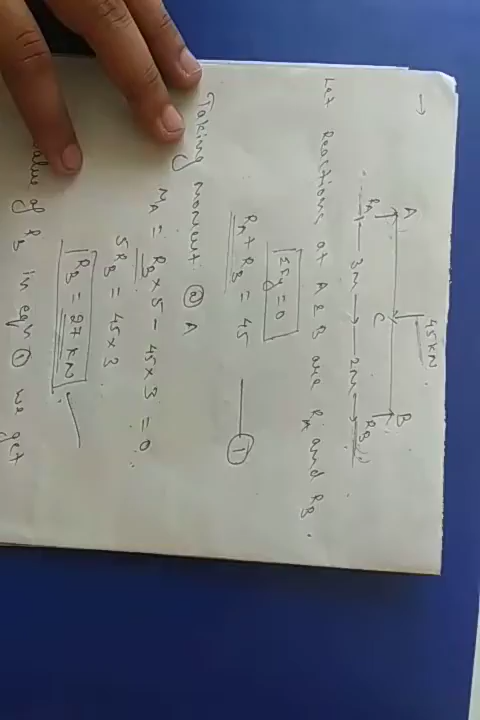 →
45 KN
A C B
RA 3m 2m RB
Let Reactions at A & B are RA and RB.
ΣFy = 0
RA + RB = 45 — ①
Taking moment @ A
MA = RB × 5 - 45 × 3 = 0
5RB = 45 × 3
RB = 27 KN
value of RB in eqn ① we get